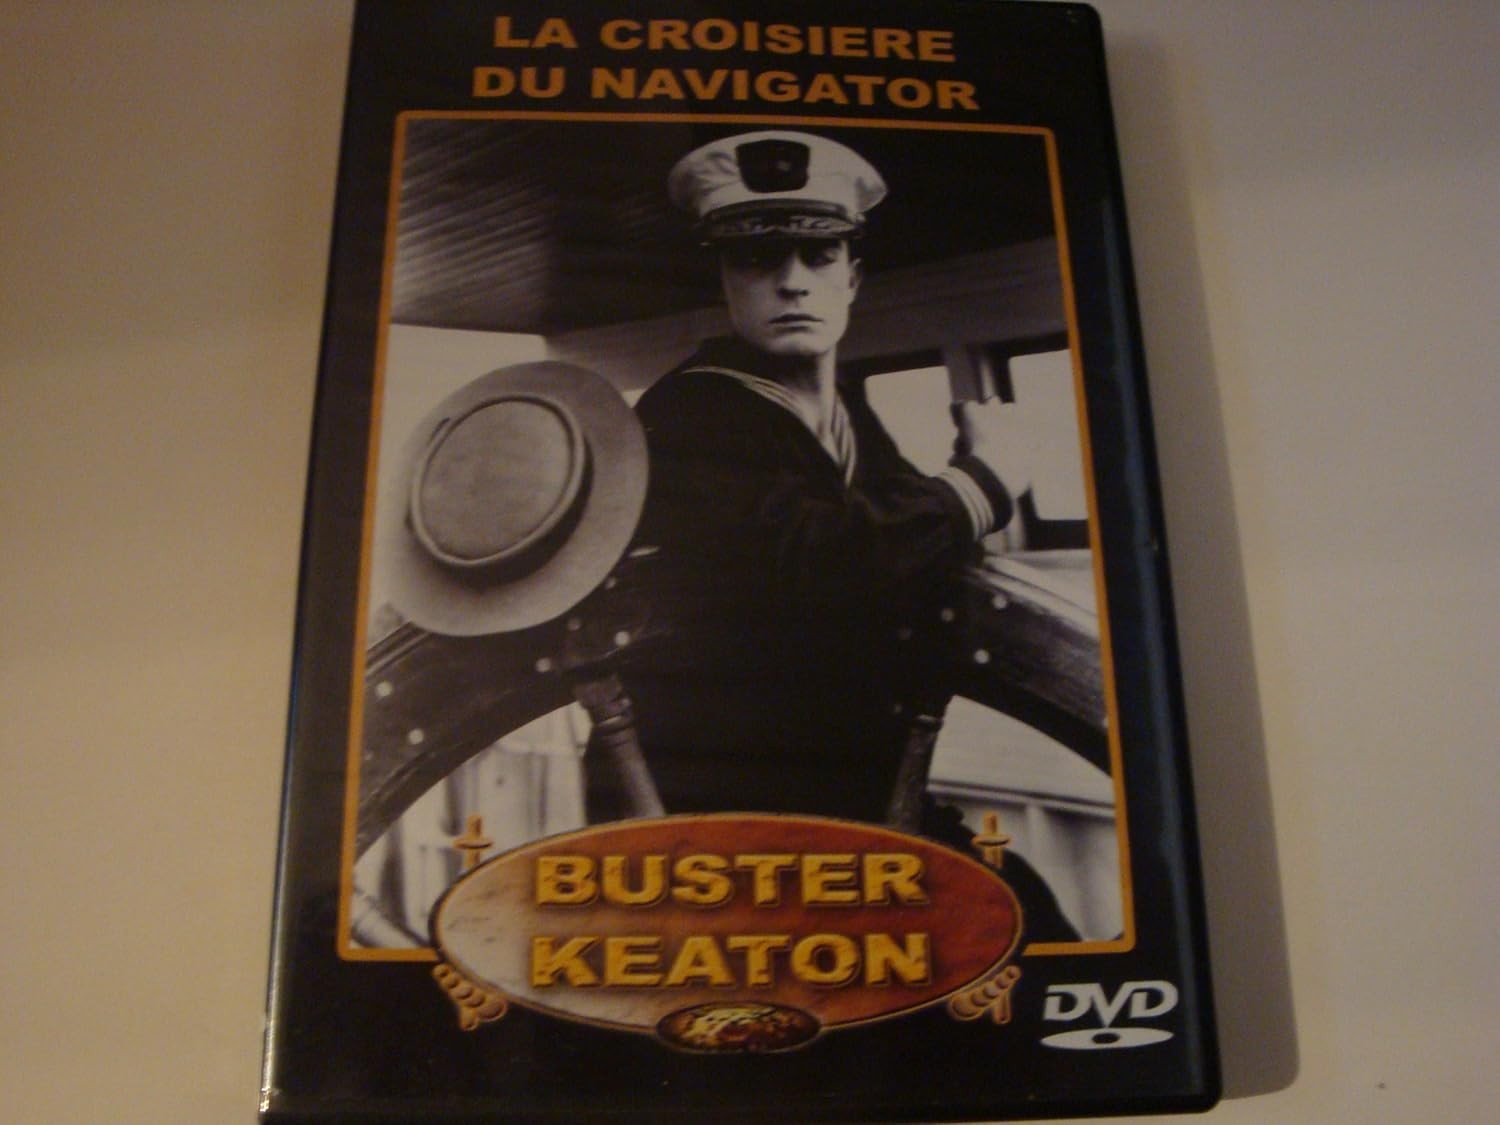 LA CROISIERE
DU NAVIGATOR
BUSTER
KEATON
DVD